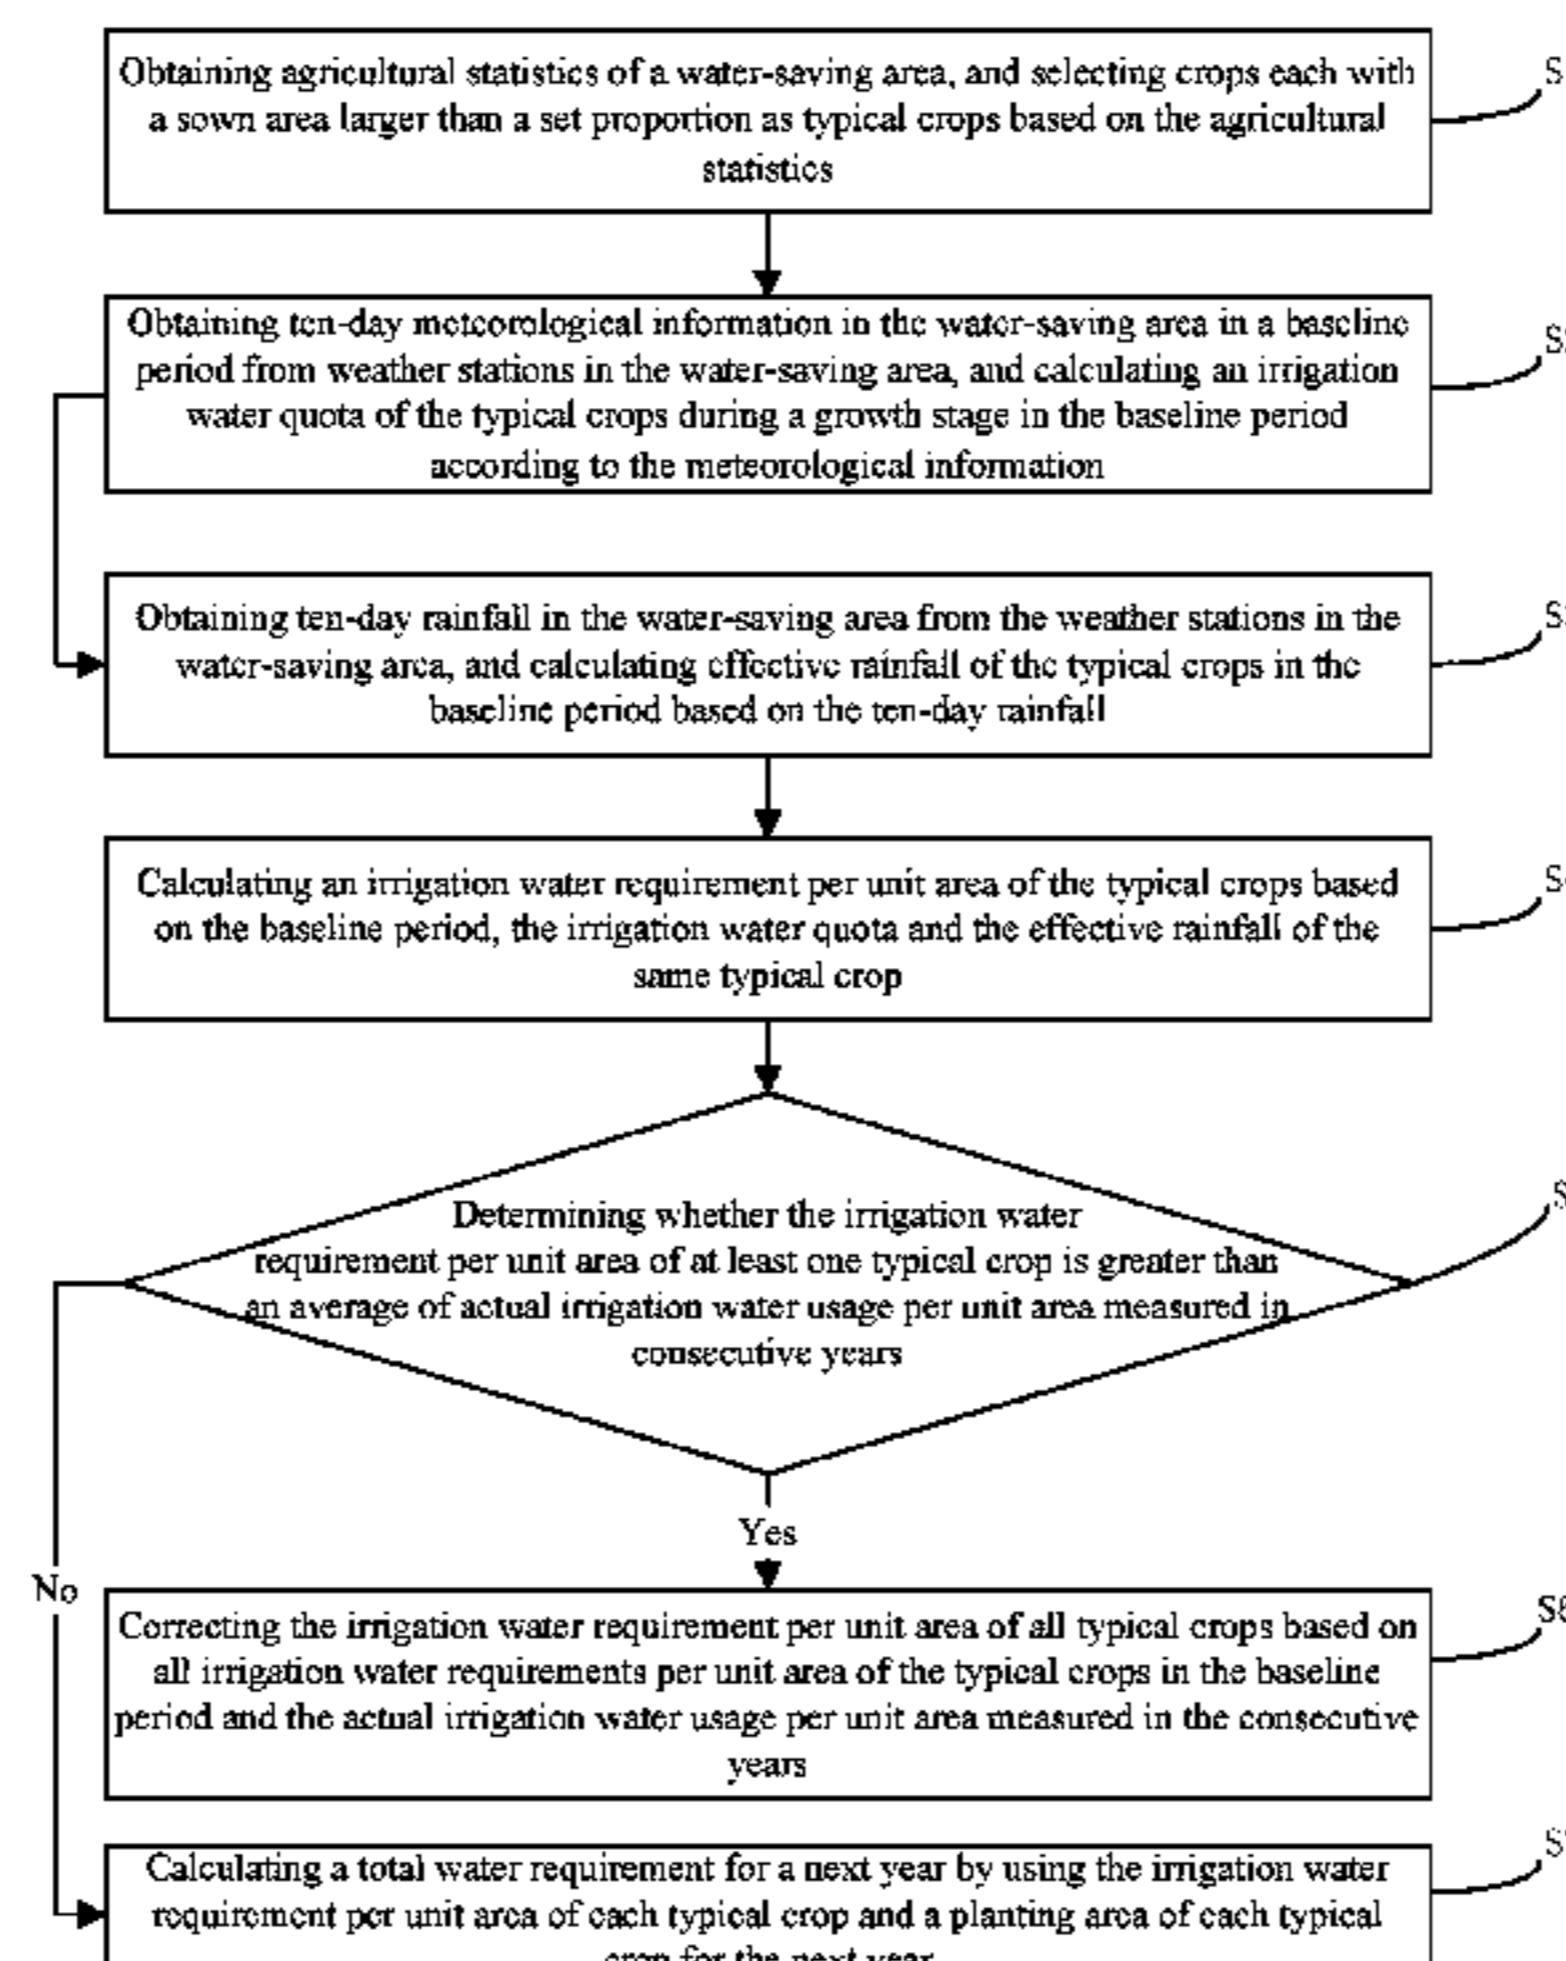 Obtaining agricultural statistics of a water-saving area, and selecting crops each with
a sown area larger than a set proportion as typical crops based on the agricultural
statistics
S
Obtaining ten-day meteorological information in the water-saving area in a baseline
period from weather stations in the water-saving area, and calculating an irrigation
water quota of the typical crops during a growth stage in the baseline period
according to the meteorological information
S
Obtaining ten-day rainfall in the water-saving area from the weather stations in the
water-saving area, and calculating effective rainfall of the typical crops in the
baseline period based on the ten-day rainfall
S
Calculating an irrigation water requirement per unit area of the typical crops based
on the baseline period, the irrigation water quota and the effective rainfall of the
same typical crop
S
Determining whether the irrigation water
requirement per unit area of at least one typical crop is greater than
an average of actual irrigation water usage per unit area measured in
consecutive years
S
Yes
No
Correcting the irrigation water requirement per unit area of all typical crops based on
all irrigation water requirements per unit area of the typical crops in the baseline
period and the actual irrigation water usage per unit area measured in the consecutive
years
S6
Calculating a total water requirement for a next year by using the irrigation water
requirement per unit area of each typical crop and a planting area of each typical
crop for the next year
S